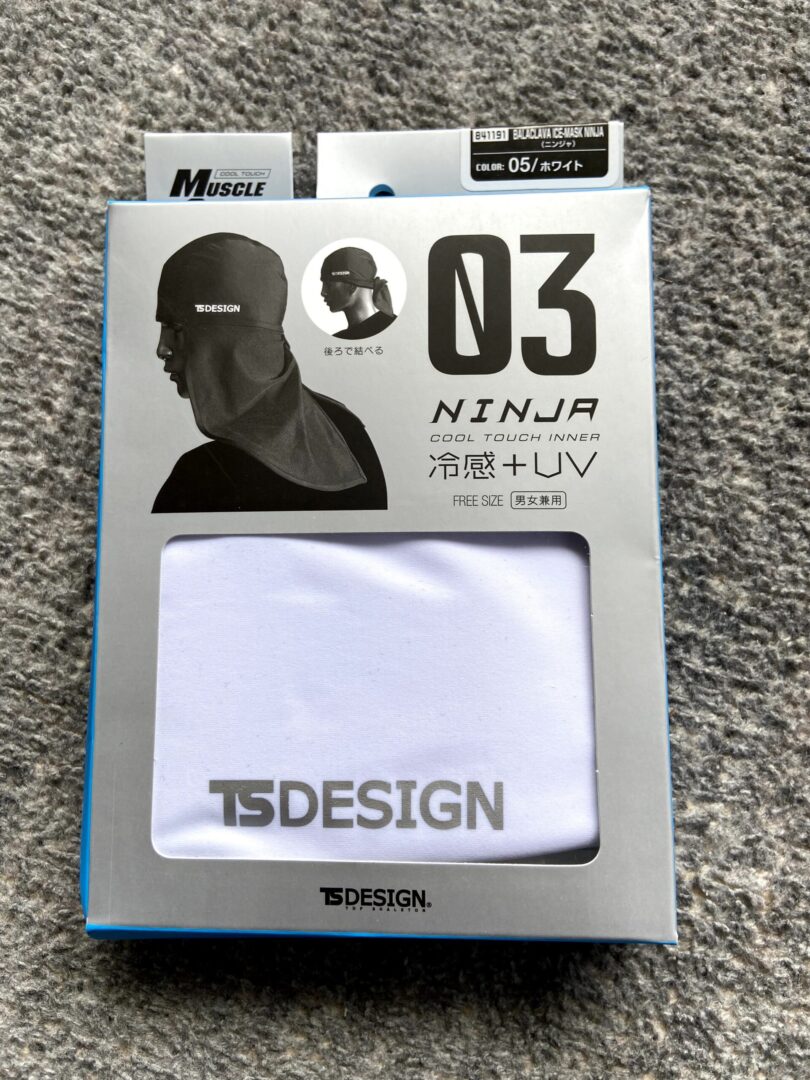 841191 BALACLAVA ICE-MASK NINJA
《ニンジャ》
COLOR: 05/ホワイト
COOL TOUCH
MUSCLE
TSDESIGN
TSDESIGN
後ろで結べる
03
NINJA
COOL TOUCH INNER
冷感+UV
FREE SIZE 男女兼用
TSDESIGN
TSDESIGN®